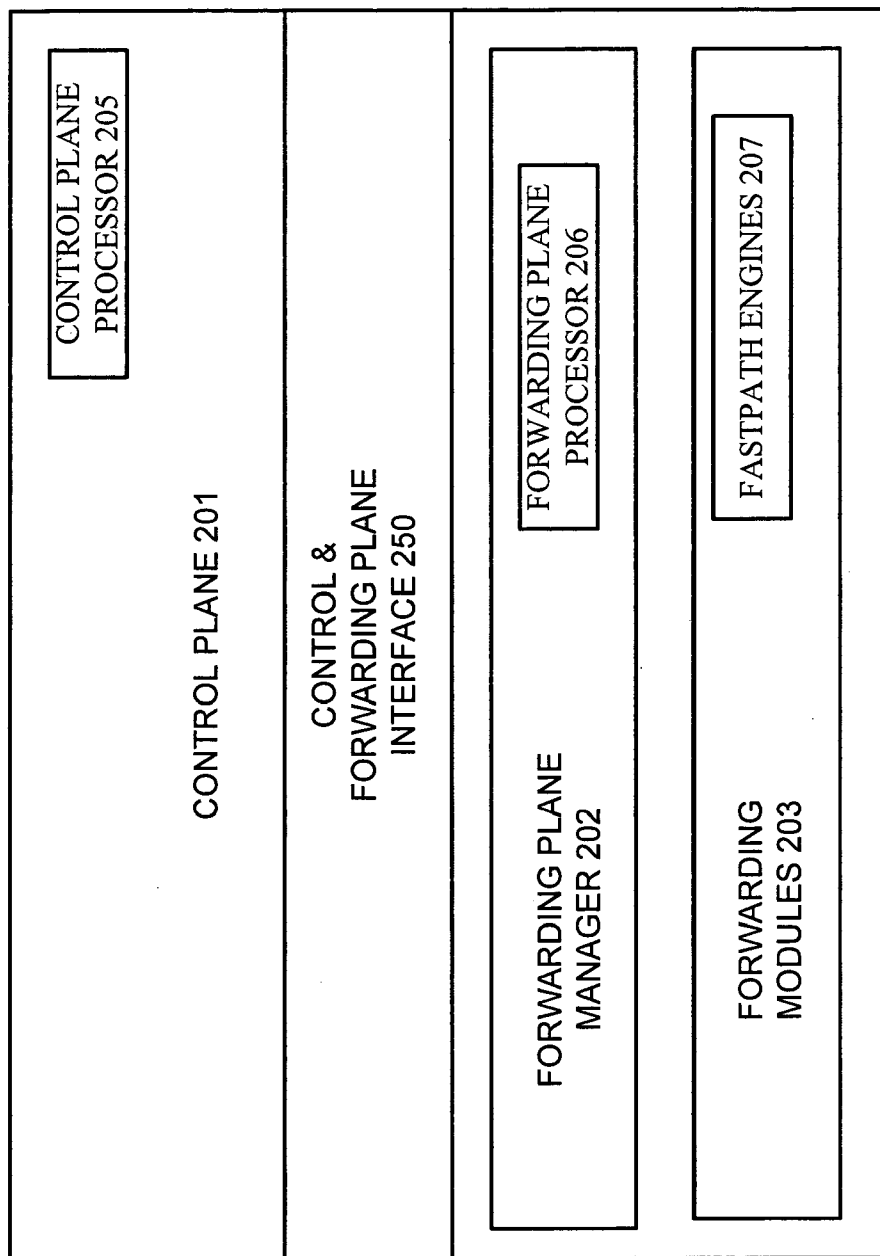 CONTROL PLANE
PROCESSOR 205
CONTROL PLANE 201
CONTROL &
FORWARDING PLANE
INTERFACE 250
FORWARDING PLANE
MANAGER 202
FORWARDING PLANE
PROCESSOR 206
FORWARDING
MODULES 203
FASTPATH ENGINES 207